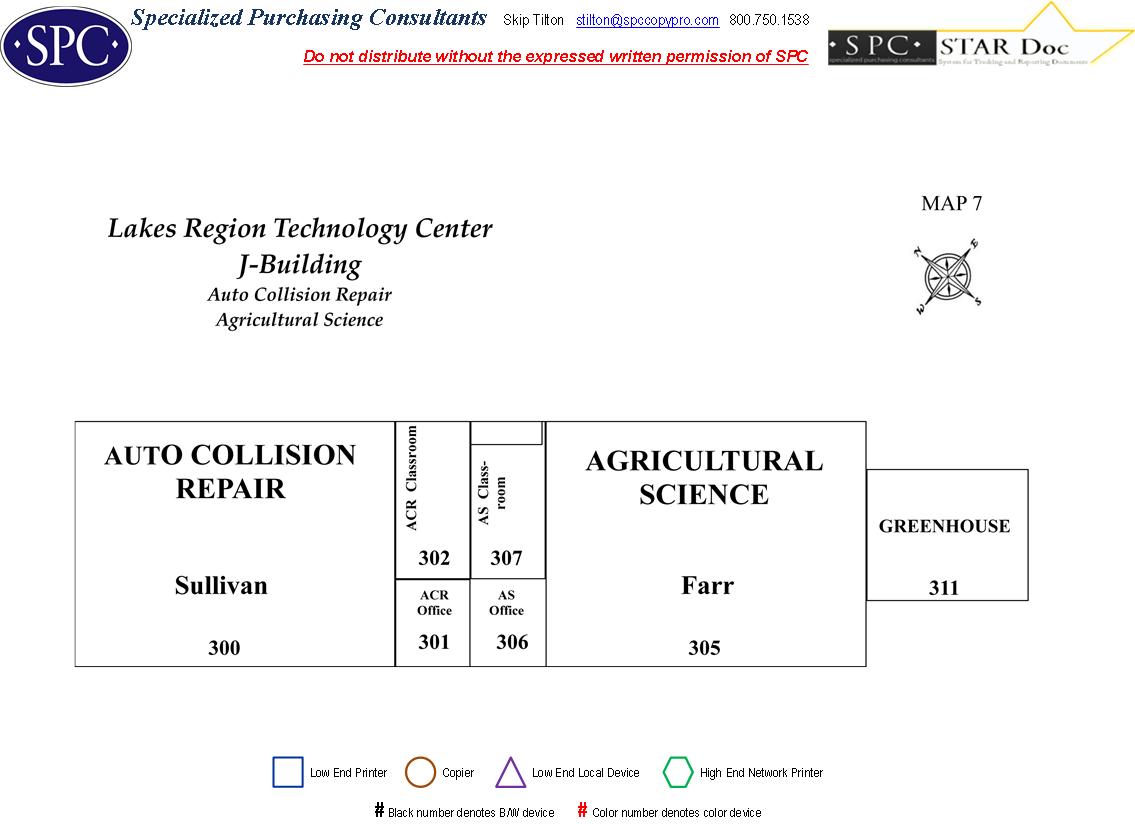 SPC
Specialized Purchasing Consultants Skip Tilton stilton@spccopypro.com 800.750.1538
Do not distribute without the expressed written permission of SPC
SPC
specialized purchasing consultants
STAR Doc
System for Tracking and Reporting Documents
MAP 7
Lakes Region Technology Center
J-Building
Auto Collision Repair
Agricultural Science
N
E
W
S
AUTO COLLISION
REPAIR
Sullivan
300
ACR Classroom
302
ACR
Office
301
AS Class-
room
307
AS
Office
306
AGRICULTURAL
SCIENCE
Farr
305
GREENHOUSE
311
Low End Printer
Copier
Low End Local Device
High End Network Printer
# Black number denotes B/W device
# Color number denotes color device